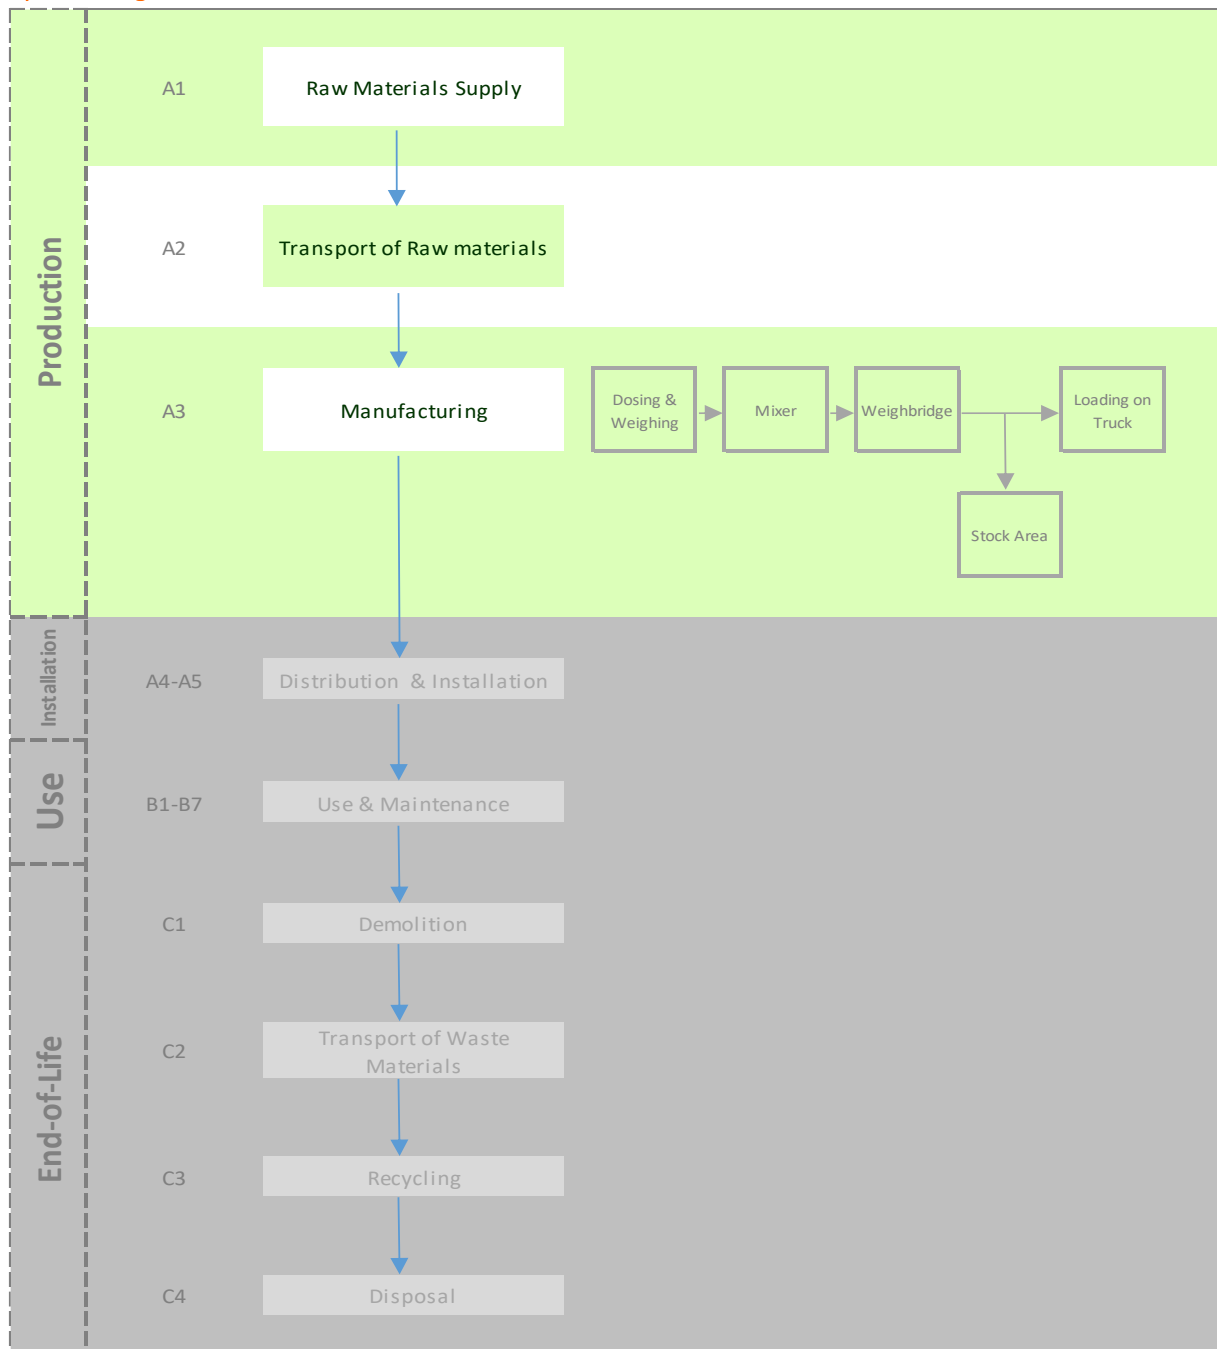 Production
A1
Raw Materials Supply
A2
Transport of Raw materials
A3
Manufacturing
Dosing &
Weighing
Mixer
Weighbridge
Loading on
Truck
Stock Area
Installation
A4-A5
Distribution & Installation
Use
B1-B7
Use & Maintenance
End-of-Life
C1
Demolition
C2
Transport of Waste
Materials
C3
Recycling
C4
Disposal